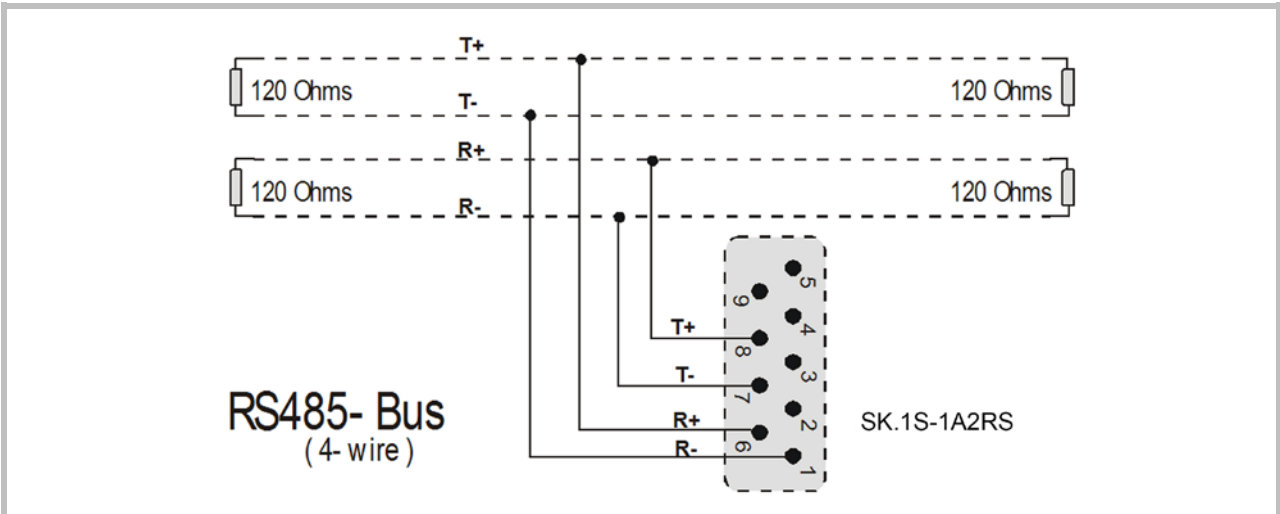 T+
120 Ohms 120 Ohms
T-
R+
120 Ohms 120 Ohms
R-
5
9
4
T+
8
3
T-
7
2
R+
6
R-
1
RS485- Bus
( 4- wire )
SK.1S-1A2RS